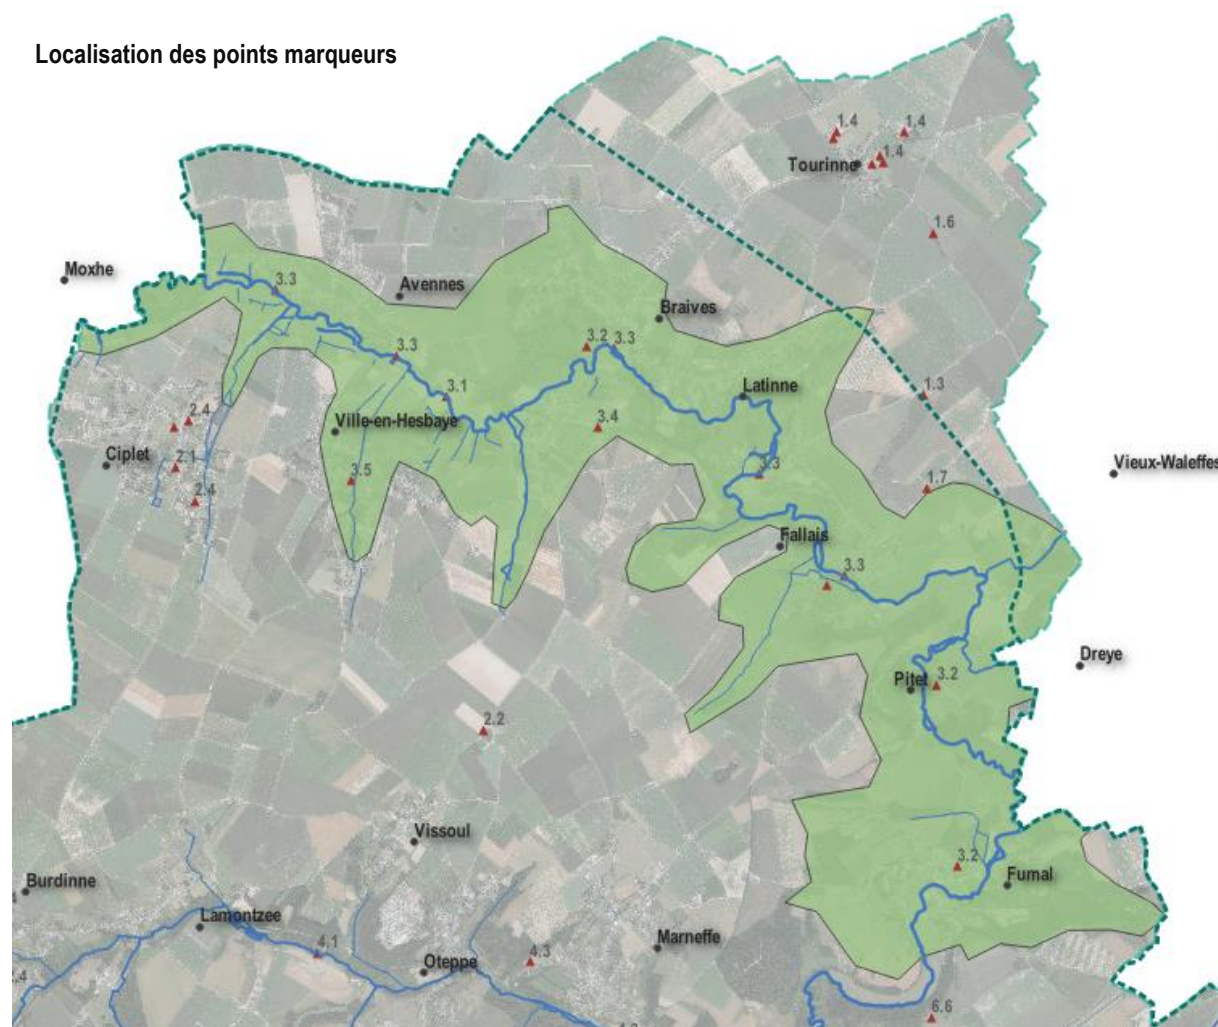 Localisation des points marqueurs
1.4
1.4
1.4
Tourinne
1.6
Moxhe
3.3
Avennes
Braives
3.3
3.2
3.3
3.1
Latinne
1.3
2.4
Ville-en-Hesbaye
3.4
Ciplet
2.1
3.5
3.3
Vieux-Waleffes
2.4
1.7
Fallais
3.3
Dreye
Pitet
3.2
2.2
Vissoul
3.2
Burdinne
Fumal
Lamontzee
4.1
Marneffe
4.3
Oteppe
6.6